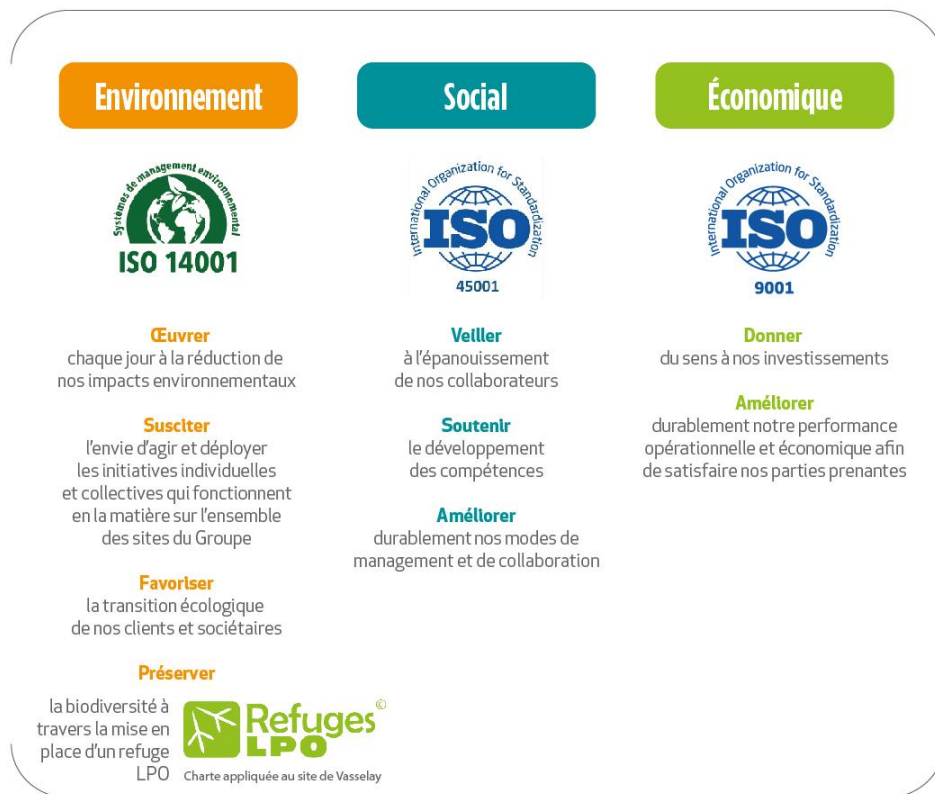 Environnement
Systèmes de management environnemental
ISO 14001
Œuvrer
chaque jour à la réduction de
nos impacts environnementaux
Susciter
l'envie d'agir et déployer
les initiatives individuelles
et collectives qui fonctionnent
en la matière sur l'ensemble
des sites du Groupe
Favoriser
la transition écologique
de nos clients et sociétaires
Préserver
la biodiversité à
travers la mise en
place d'un refuge
LPO
Refuges©
LPO
Charte appliquée au site de Vasselay
Social
International Organization for Standardization
ISO
45001
Veiller
à l'épanouissement
de nos collaborateurs
Soutenir
le développement
des compétences
Améliorer
durablement nos modes de
management et de collaboration
Économique
International Organization for Standardization
ISO
9001
Donner
du sens à nos investissements
Améliorer
durablement notre performance
opérationnelle et économique afin
de satisfaire nos parties prenantes